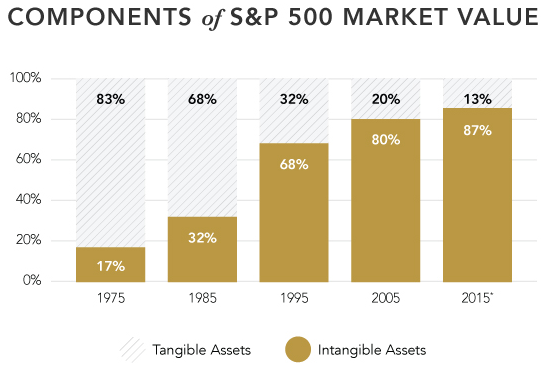 COMPONENTS of S&P 500 MARKET VALUE
100%
80%
60%
40%
20%
0%
83% 68% 32% 20% 13%
17% 32% 68% 80% 87%
1975 1985 1995 2005 2015*
Tangible Assets Intangible Assets